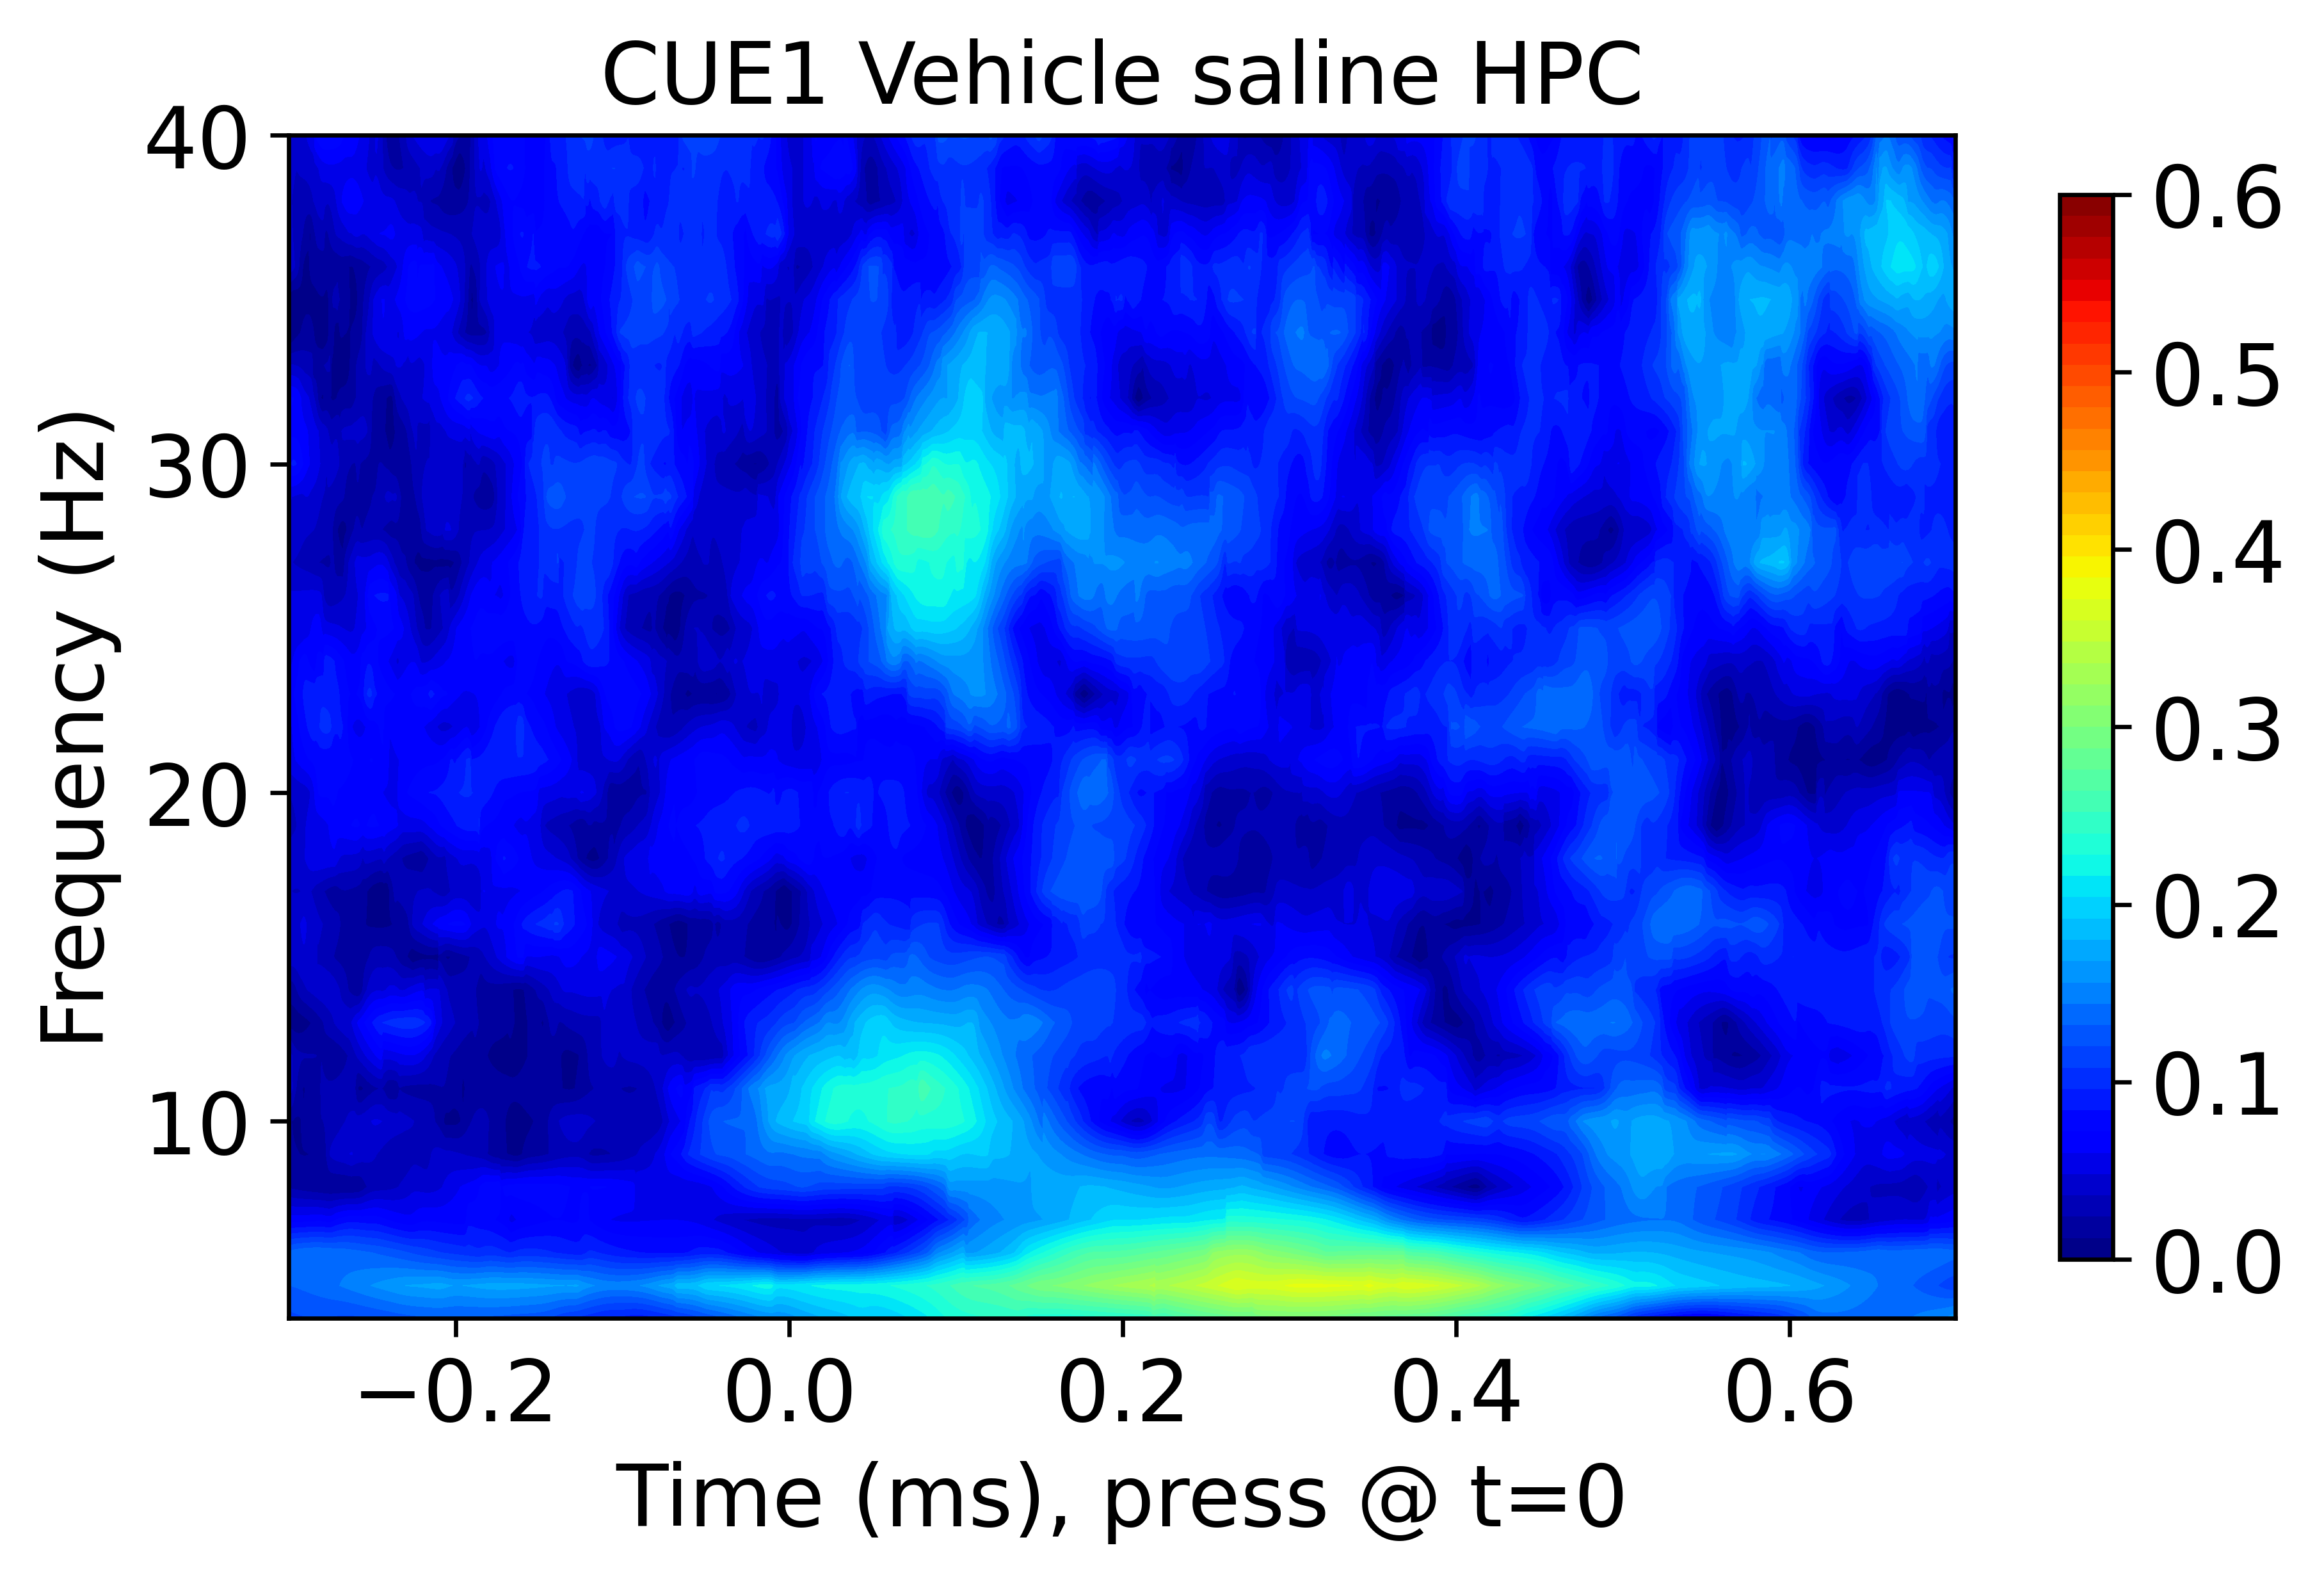 CUE1 Vehicle saline HPC
Frequency (Hz)
40
30
20
10
−0.2 0.0 0.2 0.4 0.6
Time (ms), press @ t=0
0.6
0.5
0.4
0.3
0.2
0.1
0.0